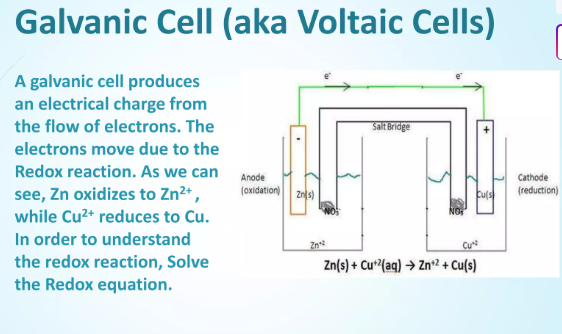 Galvanic Cell (aka Voltaic Cells)
A galvanic cell produces
an electrical charge from
the flow of electrons. The
electrons move due to the
Redox reaction. As we can
see, Zn oxidizes to Zn²⁺ ,
while Cu²⁺ reduces to Cu.
In order to understand
the redox reaction, Solve
the Redox equation.
e⁻ e⁻
Salt Bridge
- +
Anode
(oxidation)
Zn(s)
Cu(s)
Cathode
(reduction)
NO₃ NO₃
Zn⁺² Cu⁺²
Zn(s) + Cu⁺²(aq) → Zn⁺² + Cu(s)